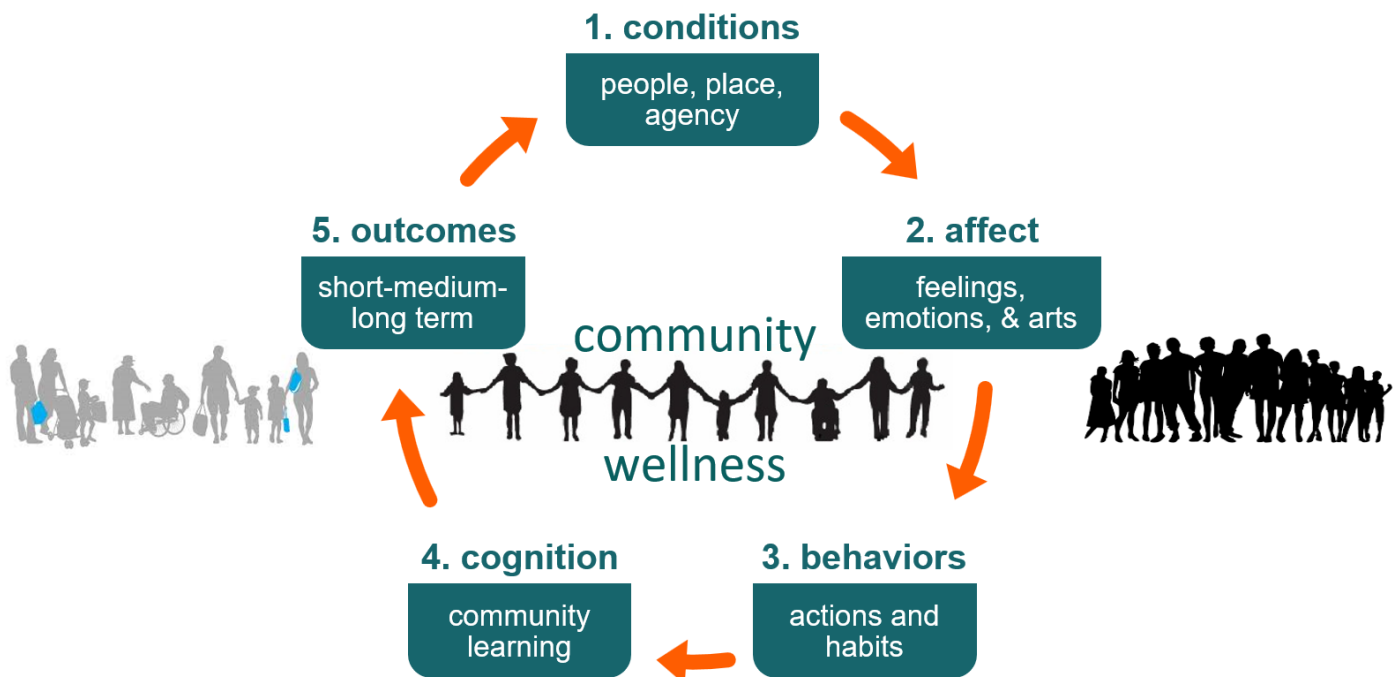 1. conditions
people, place,
agency
2. affect
feelings,
emotions, & arts
3. behaviors
actions and
habits
4. cognition
community
learning
5. outcomes
short-medium-
long term
community
wellness